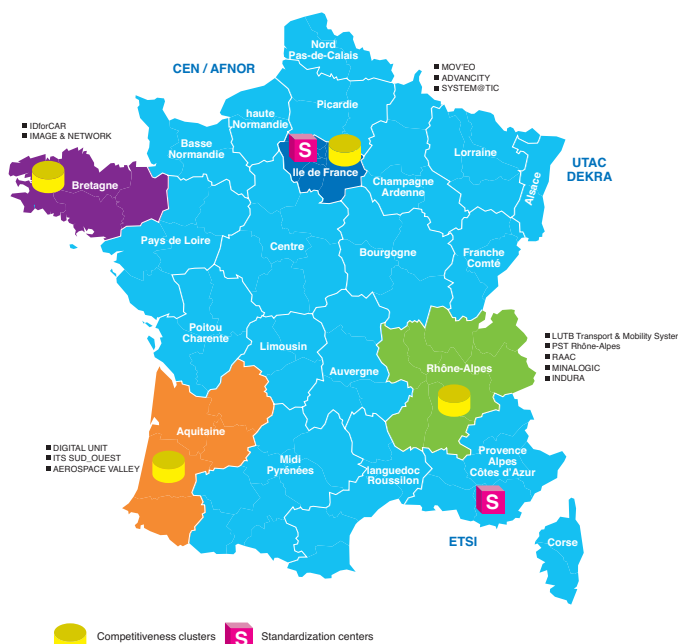 Nord
Pas-de-Calais
CEN / AFNOR
■ MOV'EO
■ ADVANCITY
■ SYSTEM@TIC
Picardie
haute
Normandie
■ IDforCAR
■ IMAGE & NETWORK
Basse
Normandie
S
Lorraine
UTAC
DEKRA
Ile de France
Bretagne
Champagne
Ardenne
Alsace
Pays de Loire
Centre
Bourgogne
Franche
Comté
Poitou
Charente
Limousin
Auvergne
Rhône-Alpes
■ LUTB Transport & Mobility System
■ PST Rhône-Alpes
■ RAAC
■ MINALOGIC
■ INDURA
Aquitaine
■ DIGITAL UNIT
■ ITS SUD_OUEST
■ AEROSPACE VALLEY
Midi
Pyrénées
languedoc
Roussilon
Provence
Alpes
Côtes d'Azur
S
ETSI
Corse
Competitiveness clusters
S Standardization centers